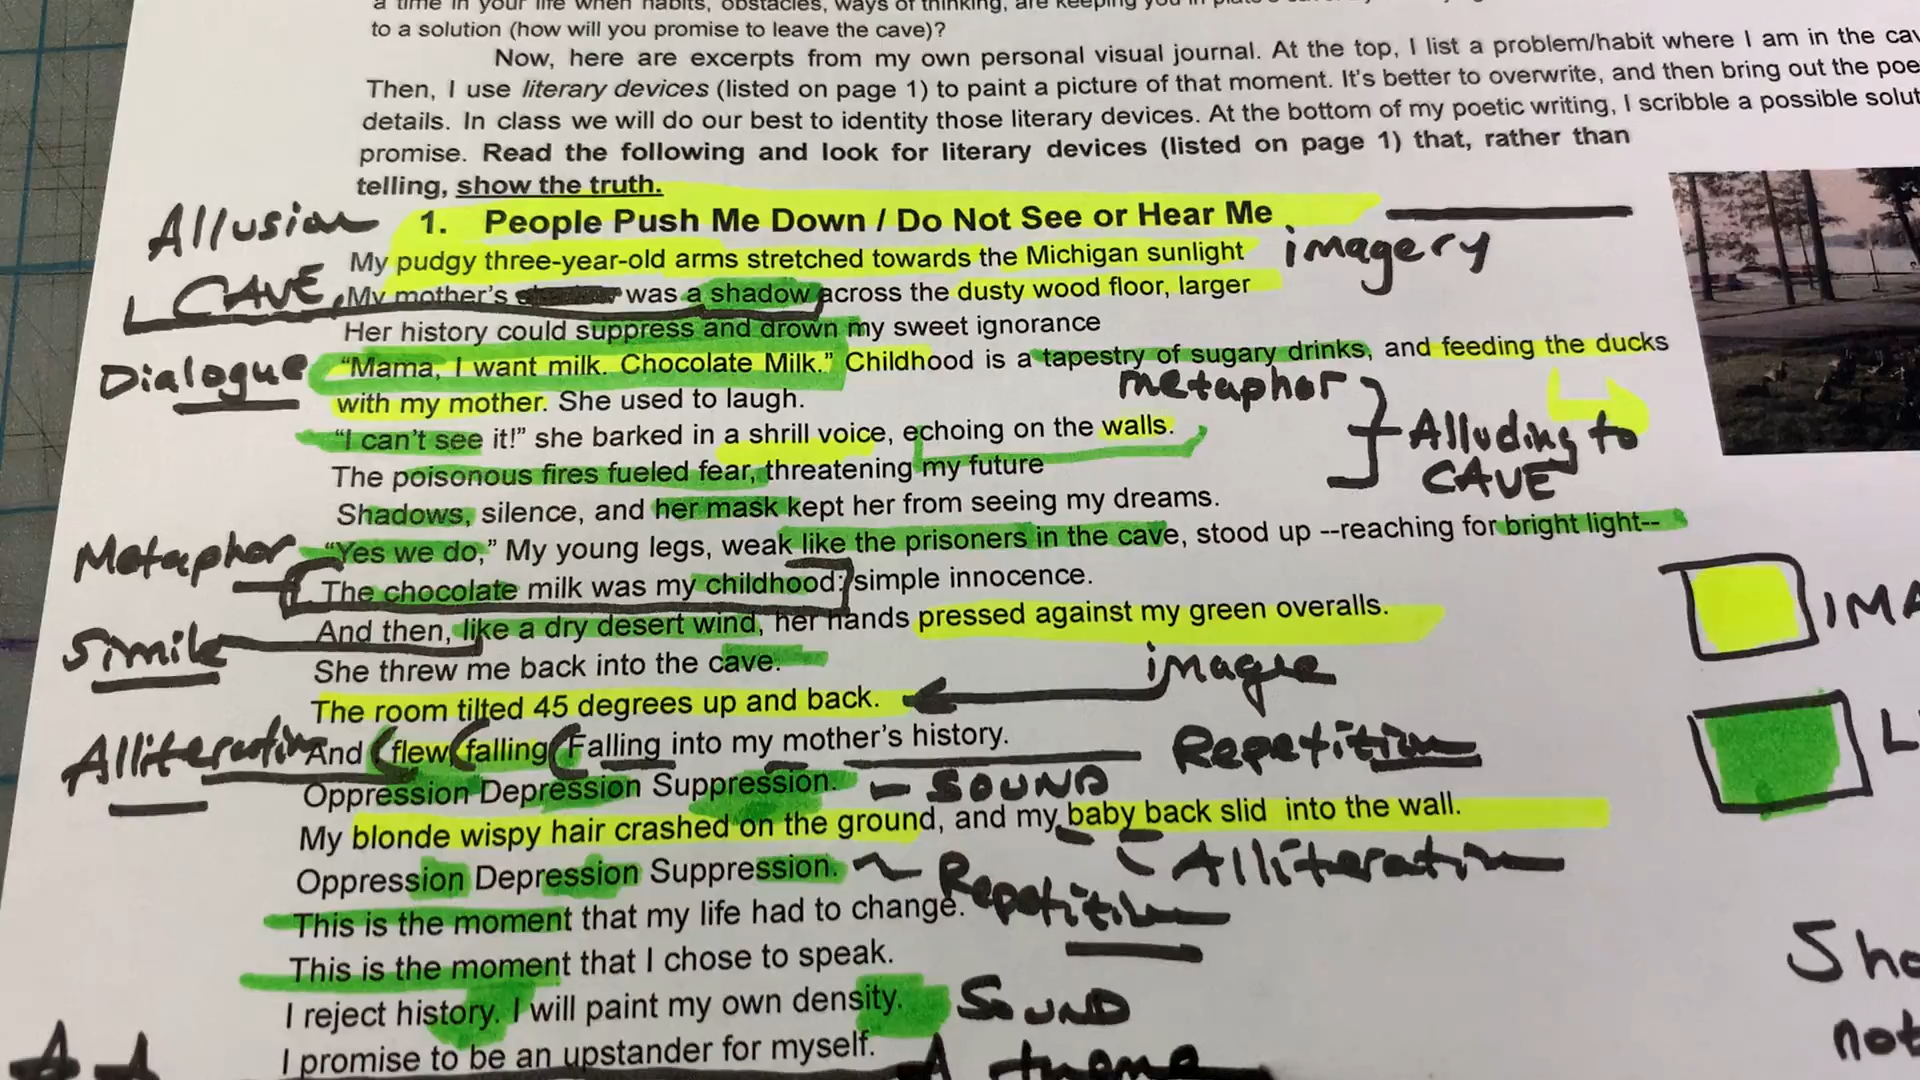 a time in your life when habits, obstacles, ways of thinking, are keeping you in
to a solution (how will you promise to leave the cave)?
Now, here are excerpts from my own personal visual journal. At the top, I list a problem/habit where I am in the
Then, I use literary devices (listed on page 1) to paint a picture of that moment. It's better to overwrite, and then bring out the
details. In class we will do our best to identity those literary devices. At the bottom of my poetic writing, I scribble a possible
promise. Read the following and look for literary devices (listed on page 1) that, rather than
telling, show the truth.
Allusion
1. People Push Me Down / Do Not See or Hear Me
imagery
My pudgy three-year-old arms stretched towards the Michigan sunlight
CAVE
My mother's was a shadow across the dusty wood floor, larger
Her history could suppress and drown my sweet ignorance
Dialogue
“Mama, I want milk. Chocolate Milk.” Childhood is a tapestry of sugary drinks, and feeding the ducks
metaphor
with my mother. She used to laugh.
“I can't see it!” she barked in a shrill voice, echoing on the walls.
Alluding to
CAVE
The poisonous fires fueled fear, threatening my future
Shadows, silence, and her mask kept her from seeing my dreams.
Metaphor
“Yes we do,” My young legs, weak like the prisoners in the cave, stood up --reaching for bright light--
The chocolate milk was my childhood; simple innocence.
IMA
Simile
And then, like a dry desert wind, her hands pressed against my green overalls.
She threw me back into the cave.
image
The room tilted 45 degrees up and back.
Alliteration
And flew falling Falling into my mother's history.
Repetition
L
Oppression Depression Suppression.
SOUND
My blonde wispy hair crashed on the ground, and my baby back slid into the wall.
Alliteration
Oppression Depression Suppression.
Repetition
This is the moment that my life had to change.
This is the moment that I chose to speak.
Sho
I reject history. I will paint my own density.
SOUND
not
I promise to be an upstander for myself.